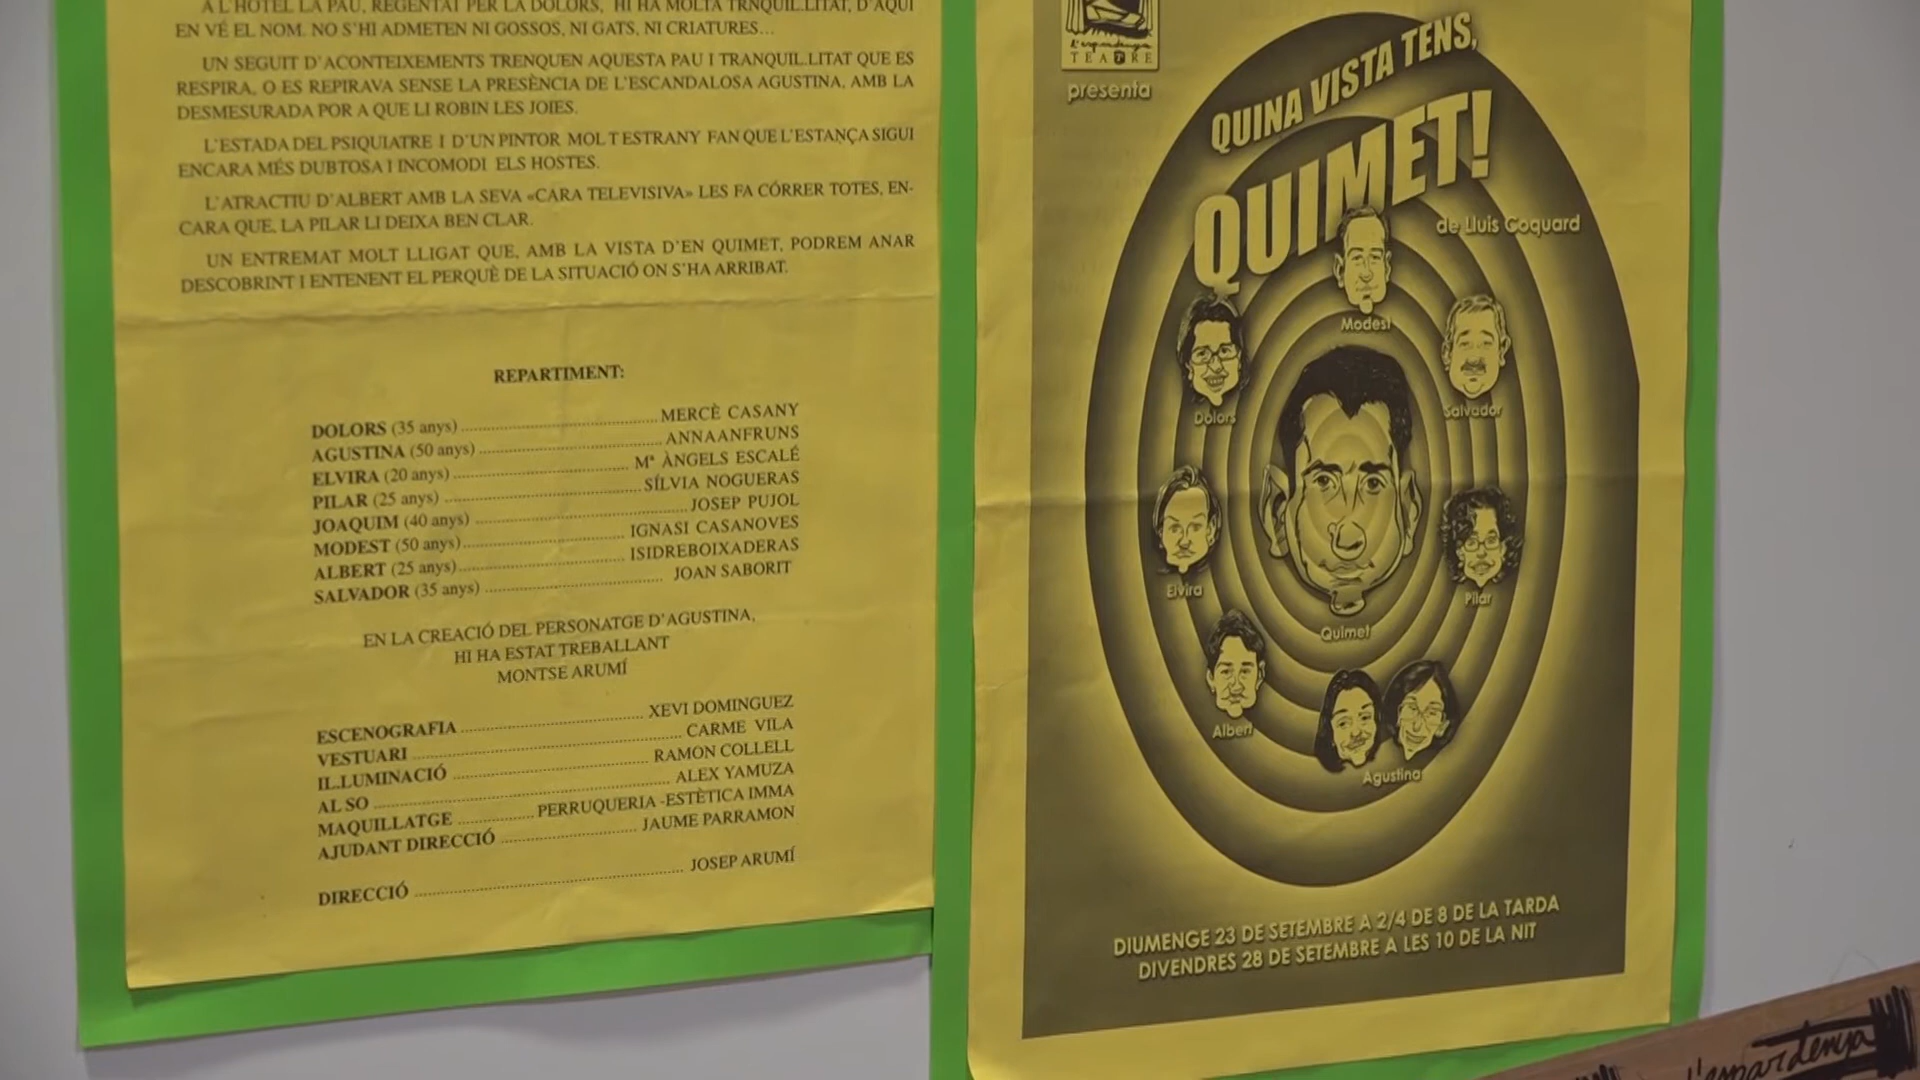 A L'HOTEL LA PAU, REGENTAT PER LA DOLORS, HI HA MOLTA TRNQUIL.LITAT, D'AQUI
EN VÉ EL NOM. NO S'HI ADMETEN NI GOSSOS, NI GATS, NI CRIATURES...
UN SEGUIT D'ACONTEIXEMENTS TRENQUEN AQUESTA PAU I TRANQUIL.LITAT QUE ES
RESPIRA, O ES REPIRAVA SENSE LA PRESÈNCIA DE L'ESCANDALOSA AGUSTINA, AMB LA
DESMESURADA POR A QUE LI ROBIN LES JOIES.
L'ESTADA DEL PSIQUIATRE I D'UN PINTOR MOLT ESTRANY FAN QUE L'ESTANÇA SIGUI
ENCARA MÉS DUBTOSA I INCOMODI ELS HOSTES.
L'ATRACTIU D'ALBERT AMB LA SEVA «CARA TELEVISIVA» LES FA CÓRRER TOTES, EN-
CARA QUE, LA PILAR LI DEIXA BEN CLAR.
UN ENTREMAT MOLT LLIGAT QUE, AMB LA VISTA D'EN QUIMET, PODREM ANAR
DESCOBRINT I ENTENENT EL PERQUÈ DE LA SITUACIÓ ON S'HA ARRIBAT.
REPARTIMENT:
DOLORS (35 anys) ........ MERCÈ CASANY
AGUSTINA (50 anys) ........ ANNA ANFRUNS
ELVIRA (20 anys) ........ Mª ÀNGELS ESCALÉ
PILAR (25 anys) ........ SÍLVIA NOGUERAS
JOAQUIM (40 anys) ........ JOSEP PUJOL
MODEST (50 anys) ........ IGNASI CASANOVES
ALBERT (25 anys) ........ ISIDRE BOIXADERAS
SALVADOR (35 anys) ........ JOAN SABORIT
EN LA CREACIÓ DEL PERSONATGE D'AGUSTINA,
HI HA ESTAT TREBALLANT
MONTSE ARUMÍ
ESCENOGRAFIA ........ XEVI DOMINGUEZ
VESTUARI ........ CARME VILA
IL.LUMINACIÓ ........ RAMON COLLELL
AL SO ........ ALEX YAMUZA
MAQUILLATGE ........ PERRUQUERIA -ESTÈTICA IMMA
AJUDANT DIRECCIÓ ........ JAUME PARRAMON
DIRECCIÓ ........ JOSEP ARUMÍ
l'espardenya
TEATRE
presenta
QUINA VISTA TENS,
QUIMET!
de Lluís Coquard
Modest
Dolors
Salvador
Elvira
Pilar
Quimet
Albert
Agustina
DIUMENGE 23 DE SETEMBRE A 2/4 DE 8 DE LA TARDA
DIVENDRES 28 DE SETEMBRE A LES 10 DE LA NIT
l'espardenya